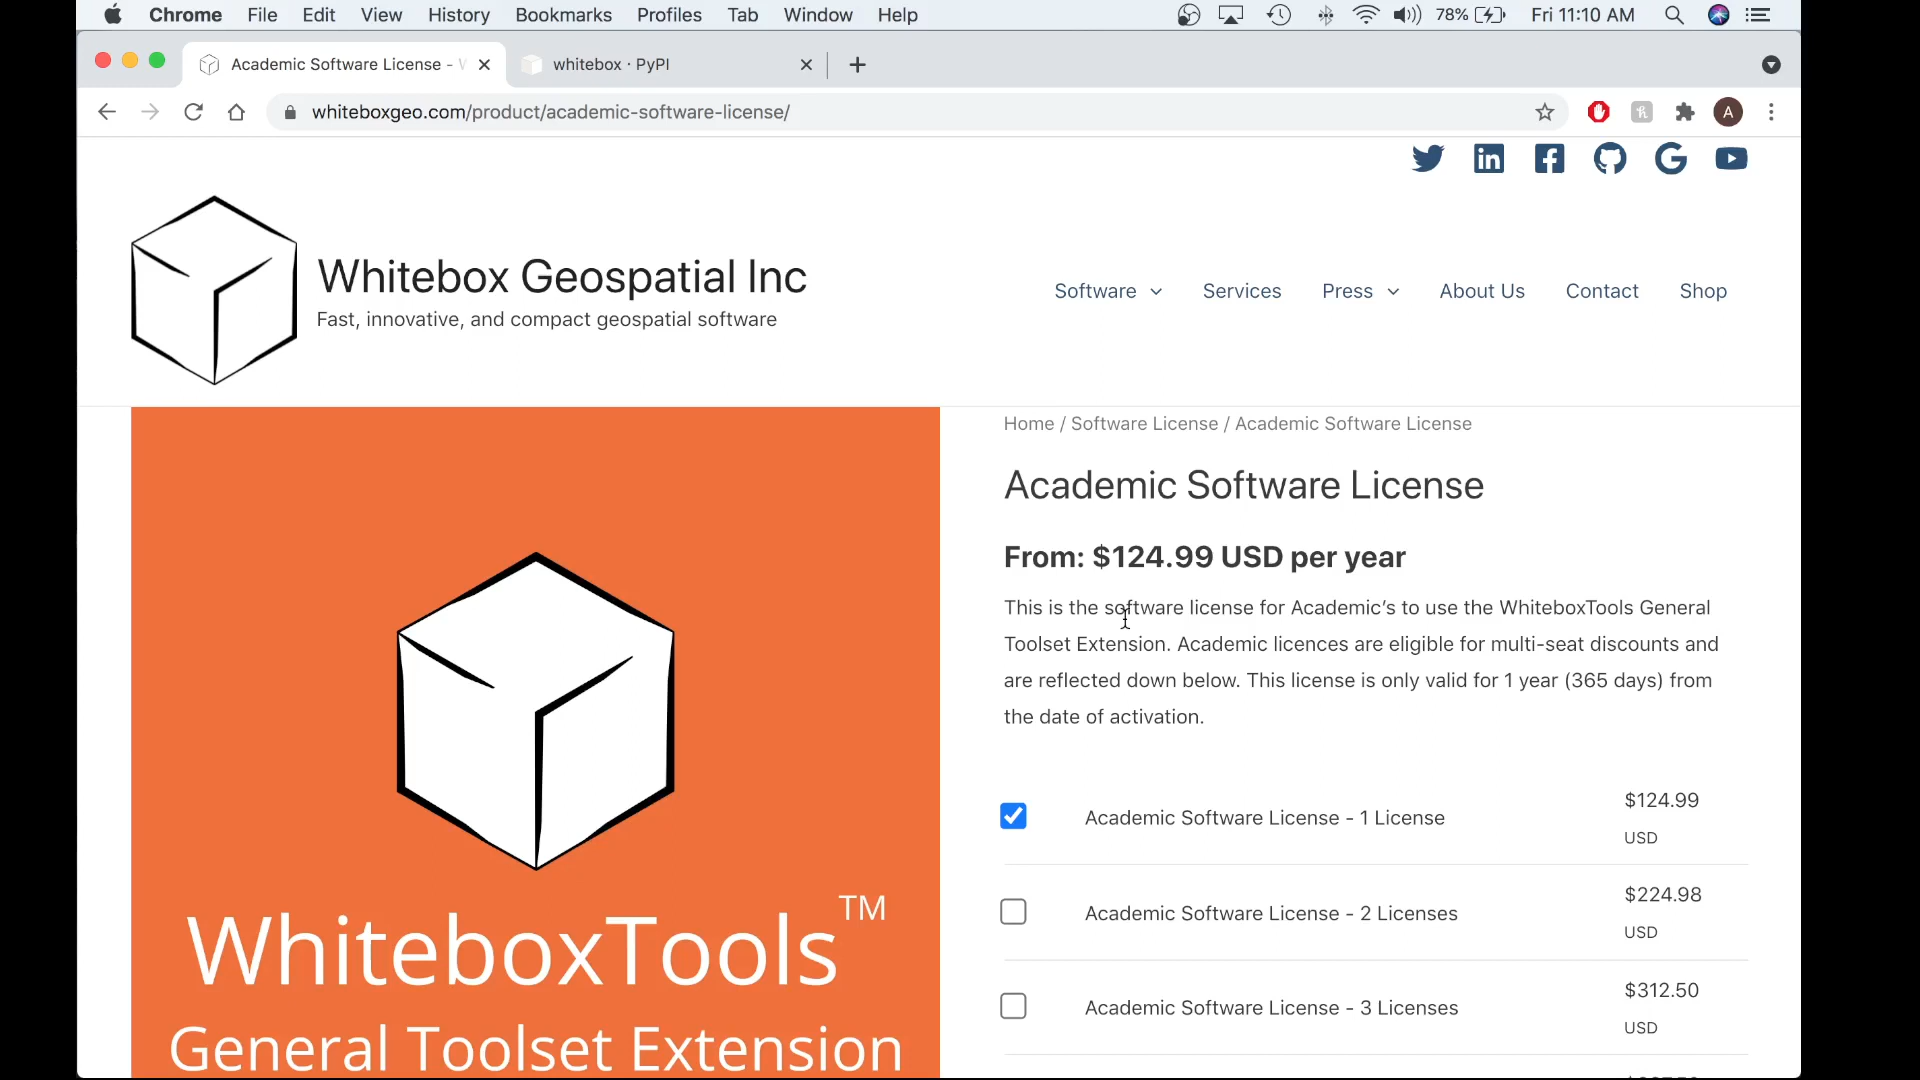 Chrome File Edit View History Bookmarks Profiles Tab Window Help 78% Fri 11:10 AM
Academic Software License - whitebox · PyPI
whiteboxgeo.com/product/academic-software-license/ A
Whitebox Geospatial Inc
Fast, innovative, and compact geospatial software
Software Services Press About Us Contact Shop
Home / Software License / Academic Software License
Academic Software License
From: $124.99 USD per year
This is the software license for Academic’s to use the WhiteboxTools General
Toolset Extension. Academic licences are eligible for multi-seat discounts and
are reflected down below. This license is only valid for 1 year (365 days) from
the date of activation.
Academic Software License - 1 License $124.99
USD
Academic Software License - 2 Licenses $224.98
USD
Academic Software License - 3 Licenses $312.50
USD
WhiteboxTools TM
General Toolset Extension